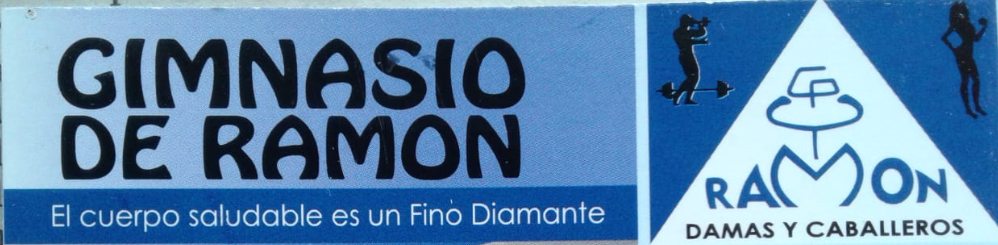 GIMNASIO
DE RAMON
El cuerpo saludable es un Fino Diamante
RAMON
DAMAS Y CABALLEROS